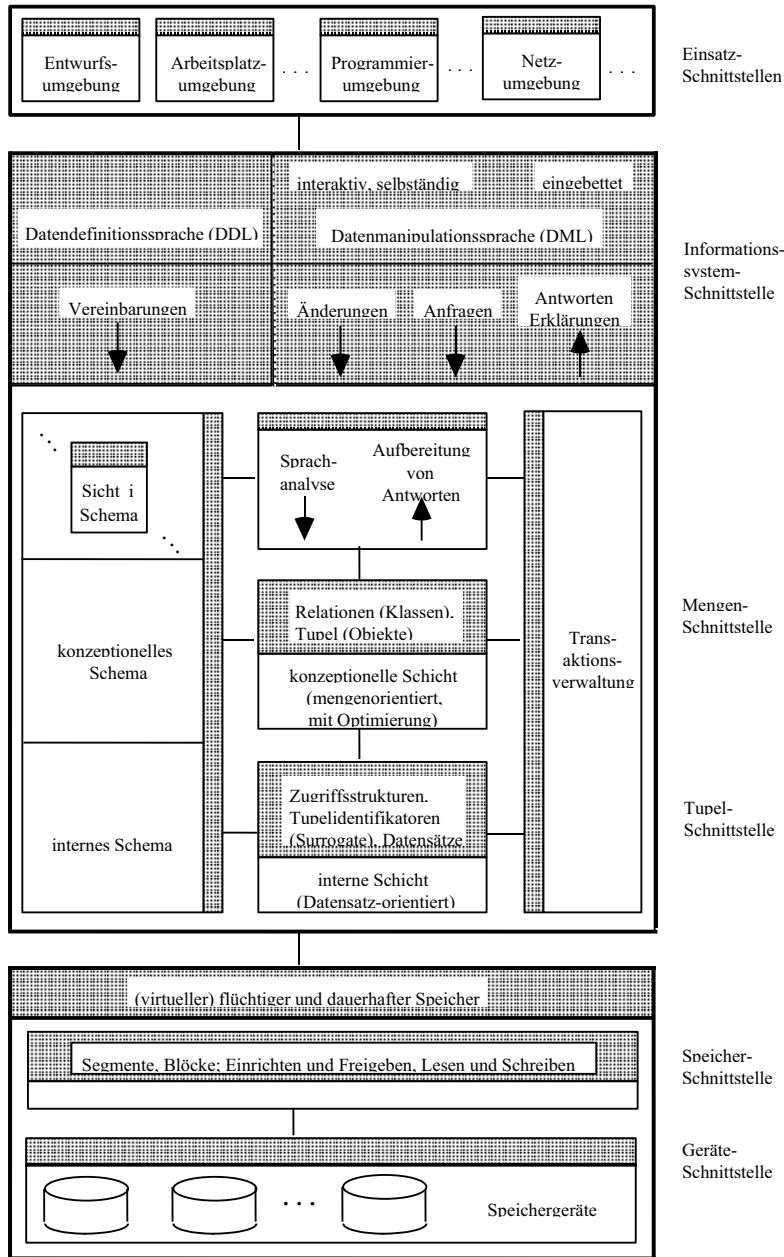 Entwurfs-
umgebung
Arbeitsplatz-
umgebung
. . .
Programmier-
umgebung
. . .
Netz-
umgebung
. . .
Einsatz-
Schnittstellen
interaktiv, selbständig
eingebettet
Datendefinitionssprache (DDL)
Datenmanipulationssprache (DML)
Informations-
system-
Schnittstelle
Vereinbarungen
Änderungen
Anfragen
Antworten
Erklärungen
Sicht i
Schema
Sprach-
analyse
Aufbereitung
von
Antworten
konzeptionelles
Schema
Relationen (Klassen),
Tupel (Objekte)
konzeptionelle Schicht
(mengenorientiert,
mit Optimierung)
Trans-
aktions-
verwaltung
Mengen-
Schnittstelle
internes Schema
Zugriffsstrukturen,
Tupelidentifikatoren
(Surrogate), Datensätze
interne Schicht
(Datensatz-orientiert)
Tupel-
Schnittstelle
(virtueller) flüchtiger und dauerhafter Speicher
Segmente, Blöcke; Einrichten und Freigeben, Lesen und Schreiben
Speicher-
Schnittstelle
Geräte-
Schnittstelle
. . .
Speichergeräte